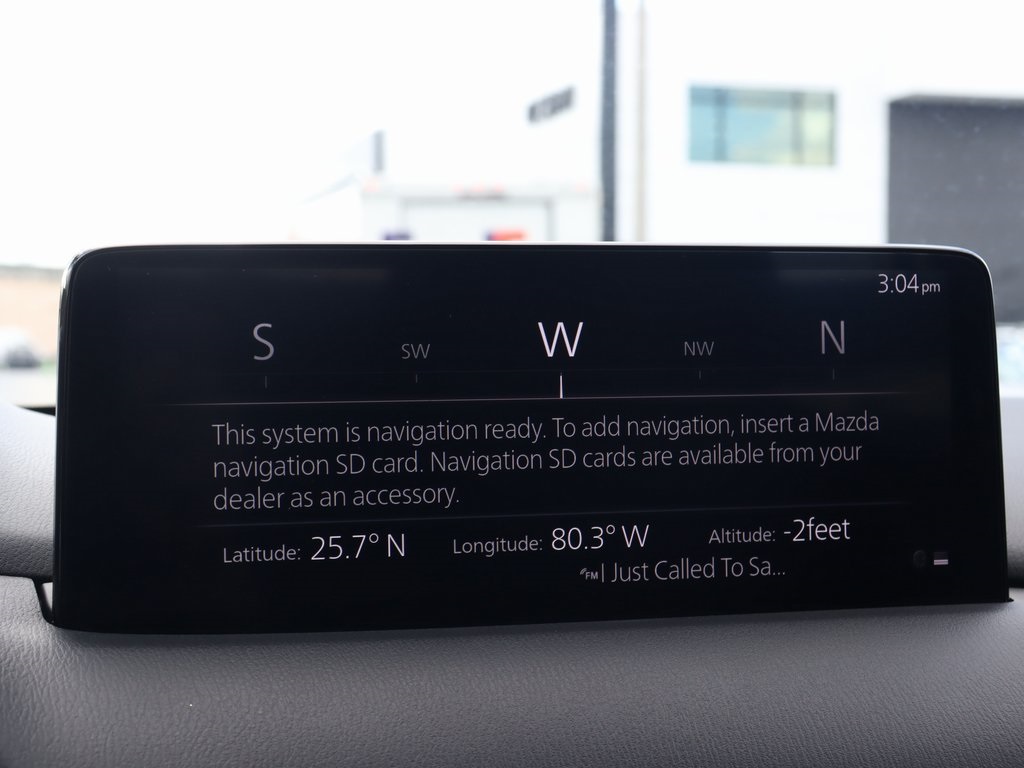 3:04pm
S SW W NW N
This system is navigation ready. To add navigation, insert a Mazda
navigation SD card. Navigation SD cards are available from your
dealer as an accessory.
Latitude: 25.7° N Longitude: 80.3° W Altitude: -2feet
FM I Just Called To Sa...